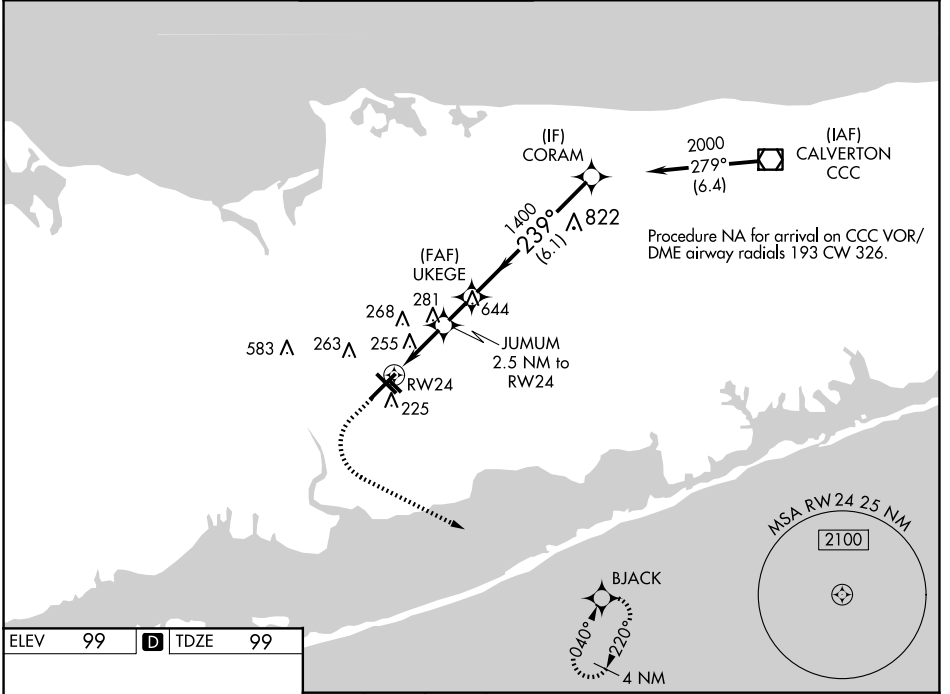 (IF)
CORAM
2000
279°
(6.4)
(IAF)
CALVERTON
CCC
1400
239°
(6.1)
822
Procedure NA for arrival on CCC VOR/
DME airway radials 193 CW 326.
(FAF)
UKEGE
644
281
268
255
263
583
JUMUM
2.5 NM to
RW24
RW24
225
MSA RW24 25 NM
2100
BJACK
040°
220°
4 NM
ELEV 99 D TDZE 99